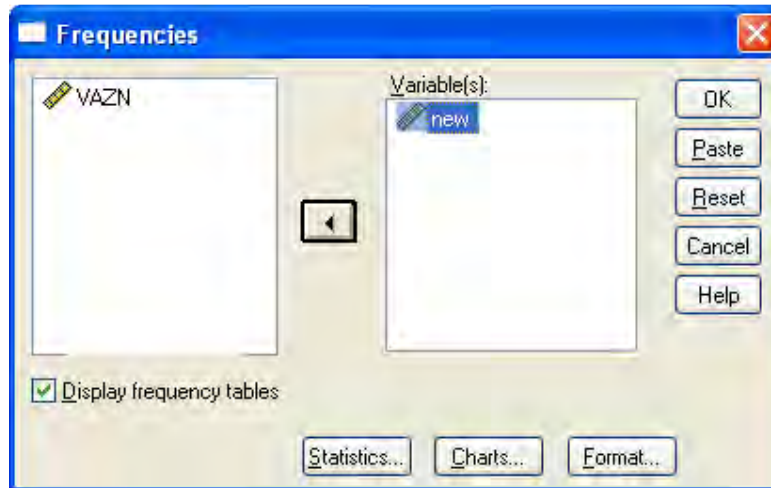 Frequencies
VAZN
Variable(s):
new
OK
Paste
Reset
Cancel
Help
Display frequency tables
Statistics...
Charts...
Format...